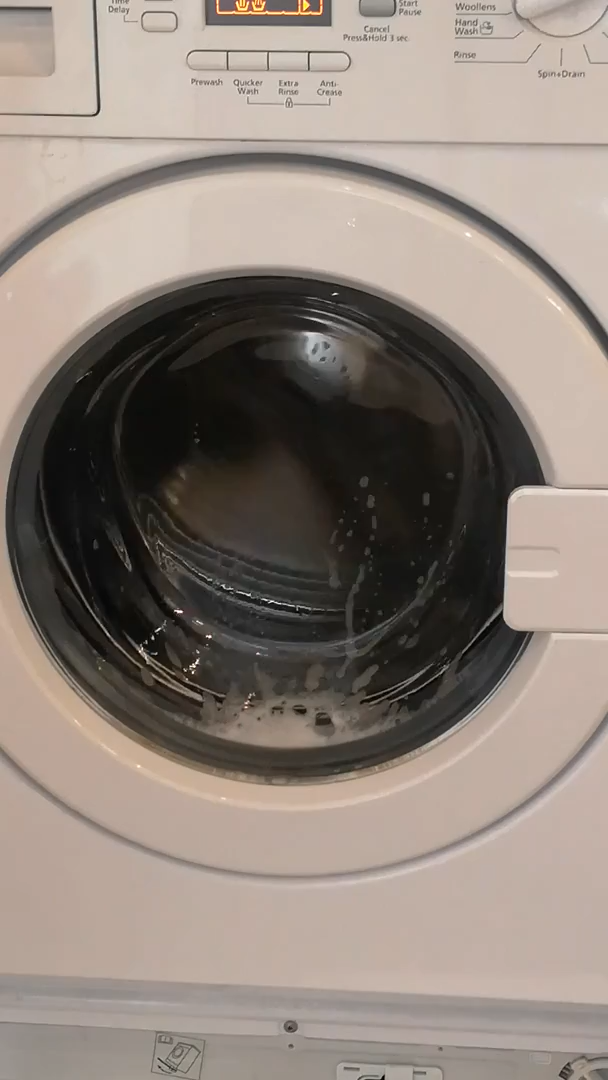 Time
Delay
Start
Pause
Cancel
Press&Hold 3 sec.
Prewash
Quicker
Wash
Extra
Rinse
Anti-
Crease
Woollens
Hand
Wash
Rinse
Spin+Drain